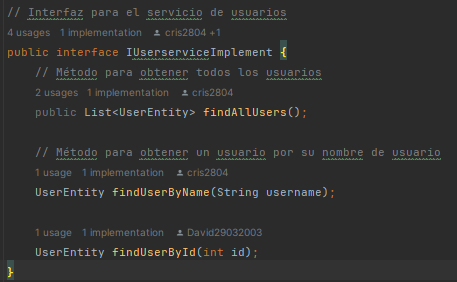 // Interfaz para el servicio de usuarios
4 usages 1 implementation cris2804 +1
public interface IUserserviceImplement {
// Método para obtener todos los usuarios
2 usages 1 implementation cris2804
public List<UserEntity> findAllUsers();
// Método para obtener un usuario por su nombre de usuario
1 usage 1 implementation cris2804
UserEntity findUserByName(String username);
1 usage 1 implementation David29032003
UserEntity findUserById(int id);
}